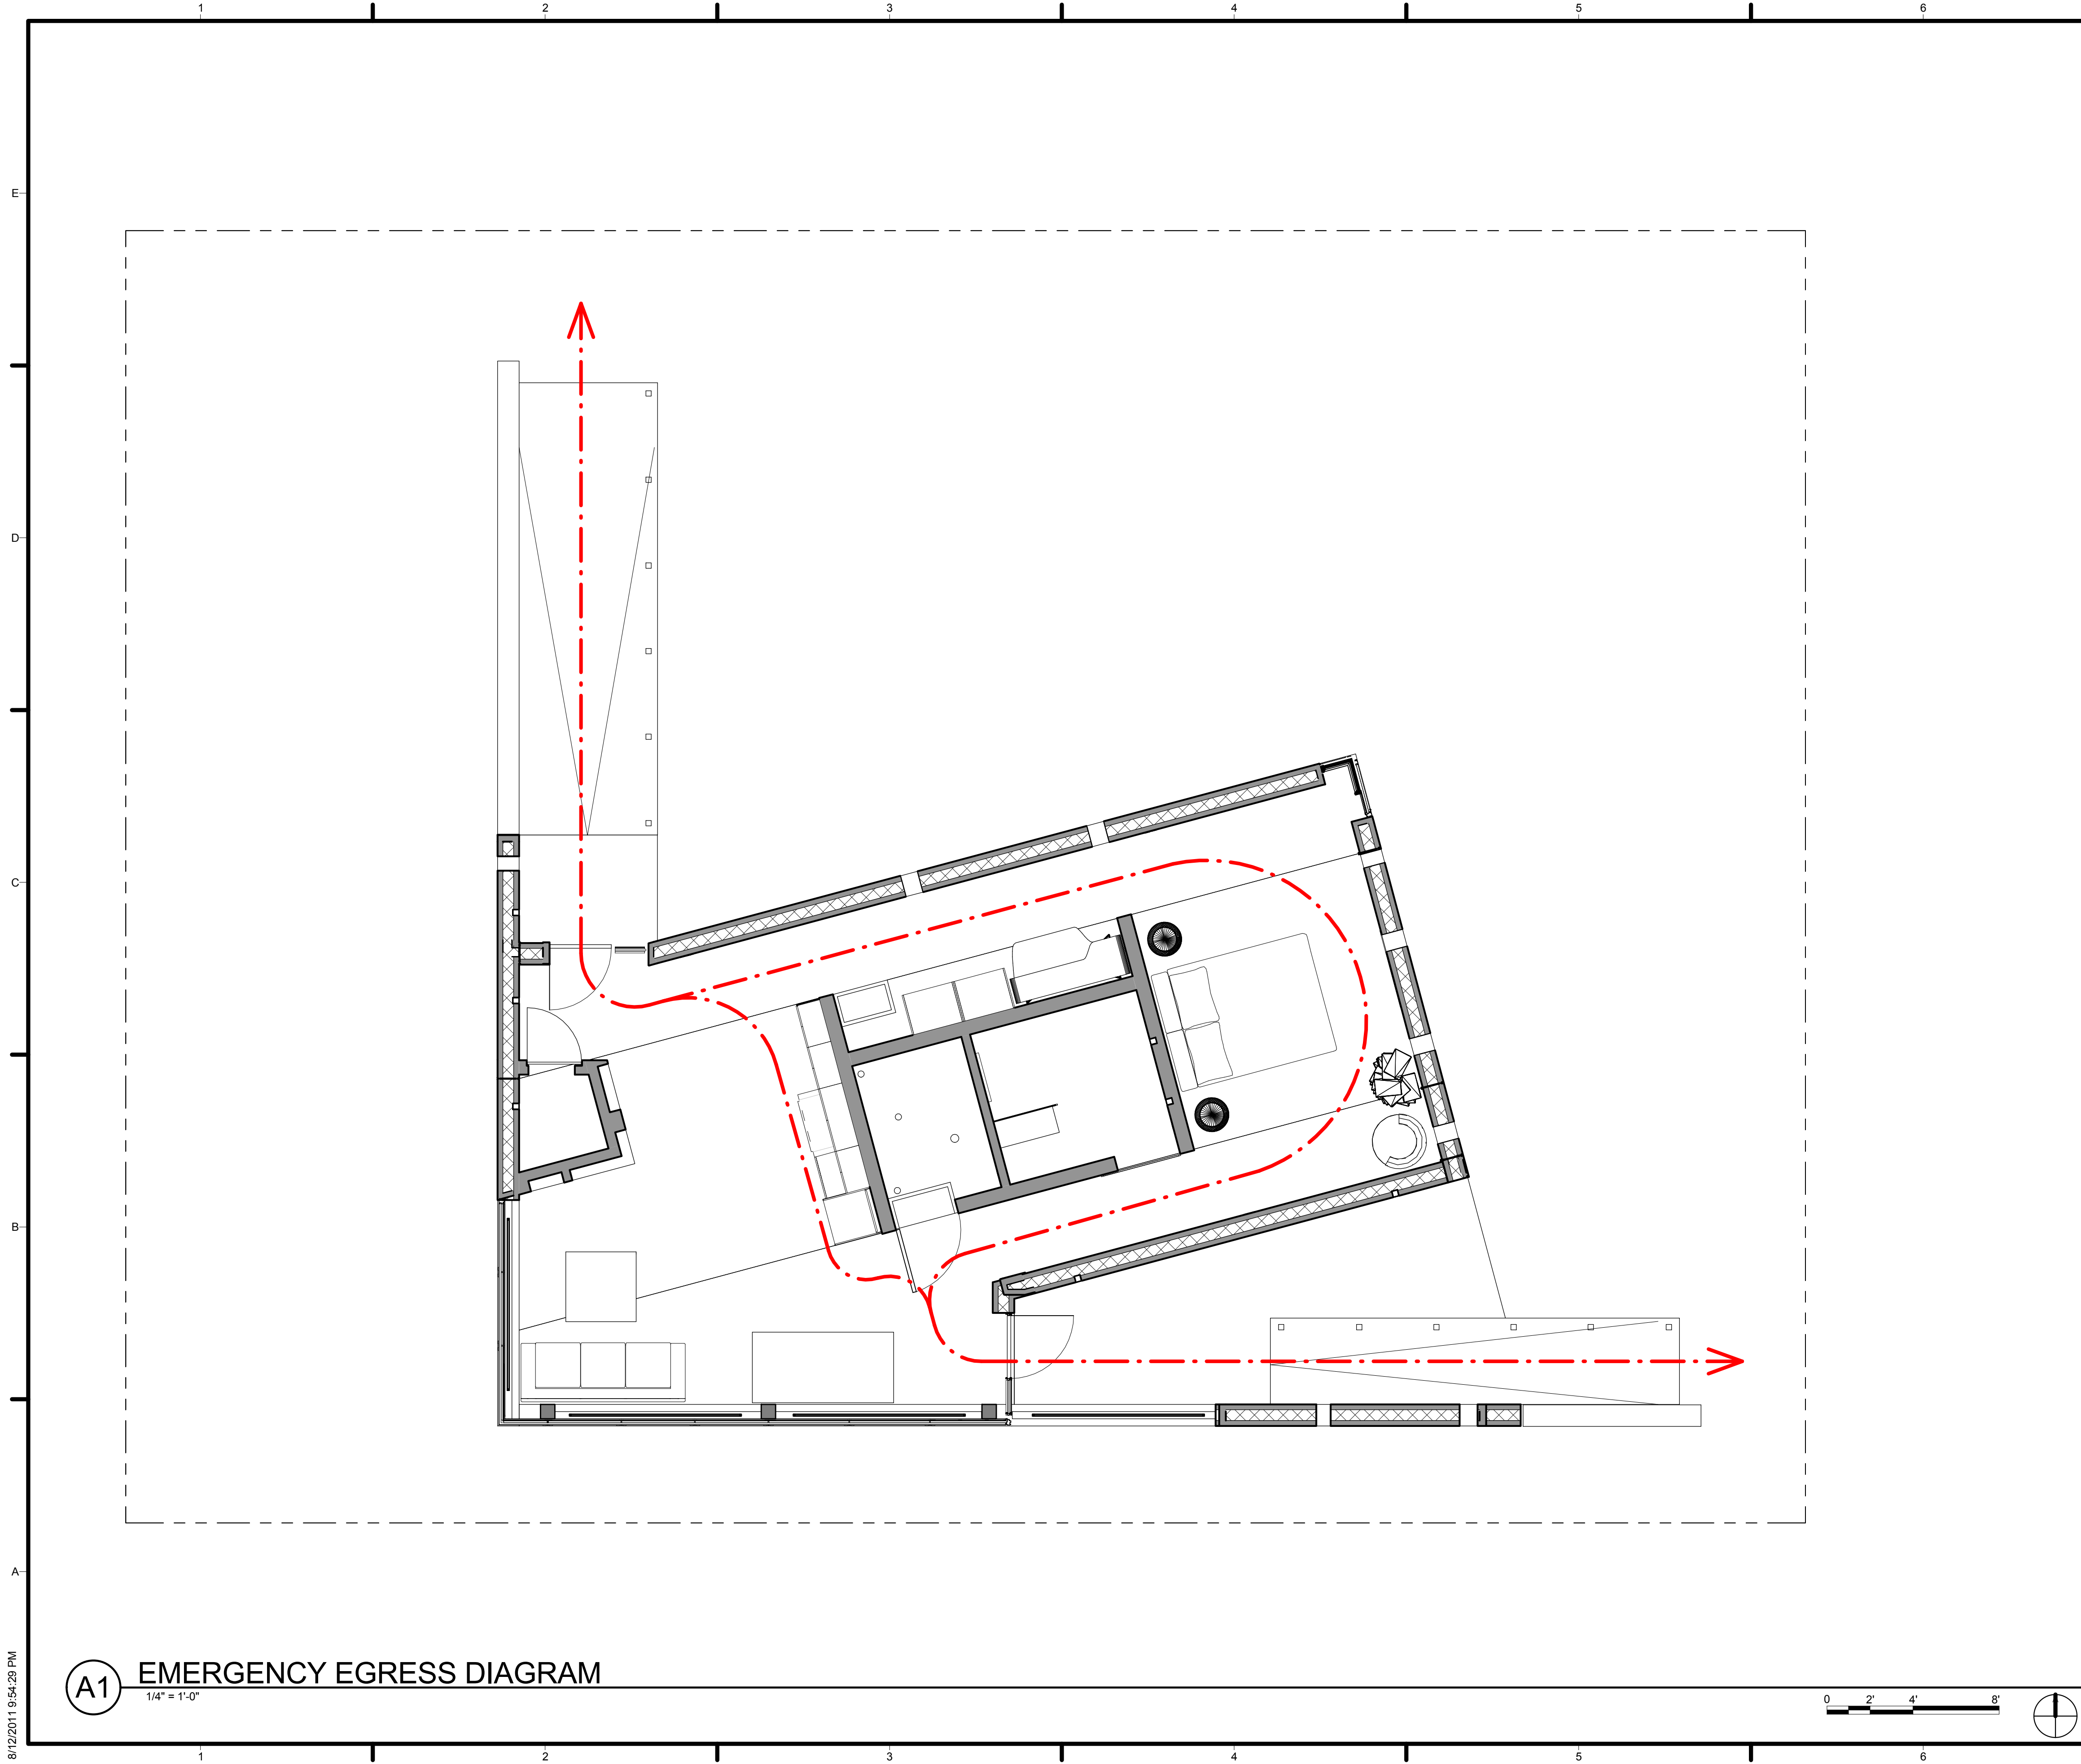 1 2 3 4 5 6
E
D
C
B
A
A1 EMERGENCY EGRESS DIAGRAM
1/4" = 1'-0"
0 2' 4' 8'
8/12/2011 9:54:29 PM
1 2 3 4 5 6